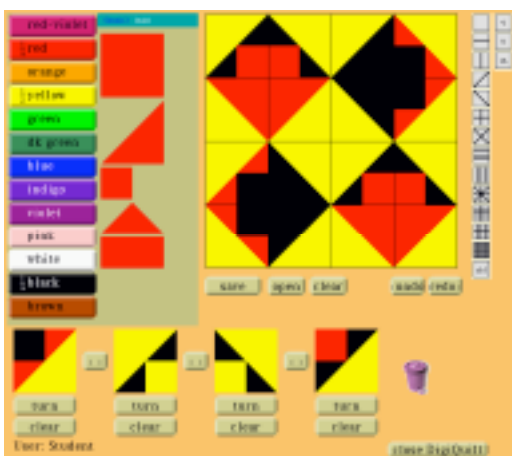 red-violet
red
orange
yellow
green
dk green
blue
indigo
violet
pink
white
black
brown
save open clear undo redo
turn turn turn turn
clear clear clear clear
User: Student
close DigiQuilt